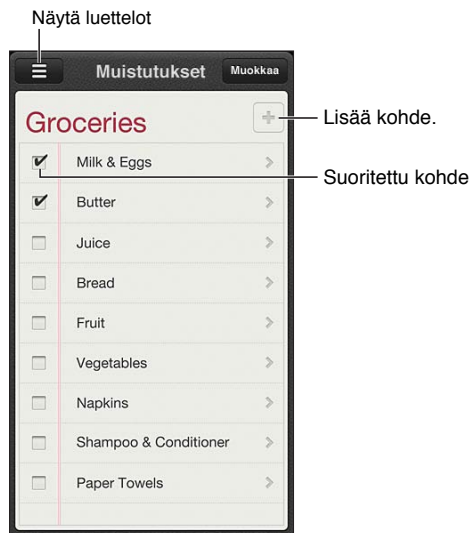 Näytä luettelot
Muistutukset
Muokkaa
Groceries
Lisää kohde.
Milk & Eggs
Suoritettu kohde
Butter
Juice
Bread
Fruit
Vegetables
Napkins
Shampoo & Conditioner
Paper Towels